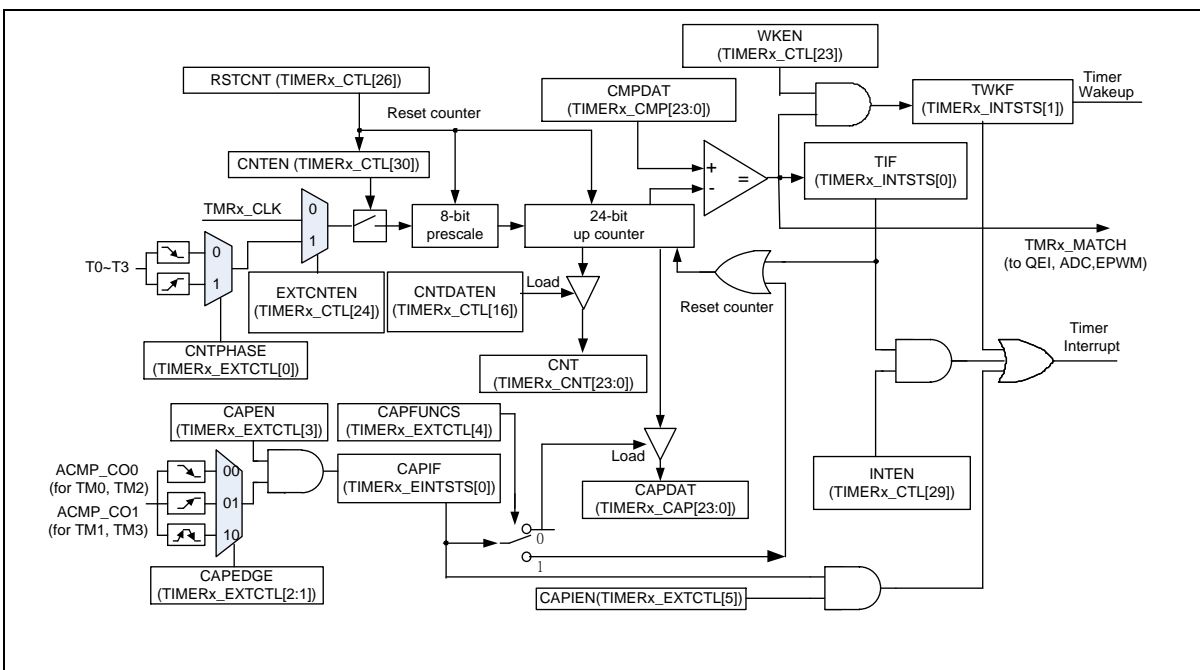 WKEN
(TIMERx_CTL[23])
RSTCNT (TIMERx_CTL[26])
CMPDAT
(TIMERx_CMP[23:0])
TWKF
(TIMERx_INTSTS[1])
Timer
Wakeup
Reset counter
CNTEN (TIMERx_CTL[30])
+
-
=
TIF
(TIMERx_INTSTS[0])
TMRx_CLK
0
1
8-bit
prescale
24-bit
up counter
TMRx_MATCH
(to QEI, ADC,EPWM)
T0~T3
0
1
EXTCNTEN
(TIMERx_CTL[24])
CNTDATEN
(TIMERx_CTL[16])
Load
Reset counter
CNTPHASE
(TIMERx_EXTCTL[0])
CNT
(TIMERx_CNT[23:0])
Timer
Interrupt
CAPEN
(TIMERx_EXTCTL[3])
CAPFUNCS
(TIMERx_EXTCTL[4])
Load
ACMP_CO0
(for TM0, TM2)
ACMP_CO1
(for TM1, TM3)
00
01
10
CAPIF
(TIMERx_EINTSTS[0])
CAPDAT
(TIMERx_CAP[23:0])
INTEN
(TIMERx_CTL[29])
0
1
CAPEDGE
(TIMERx_EXTCTL[2:1])
CAPIEN(TIMERx_EXTCTL[5])